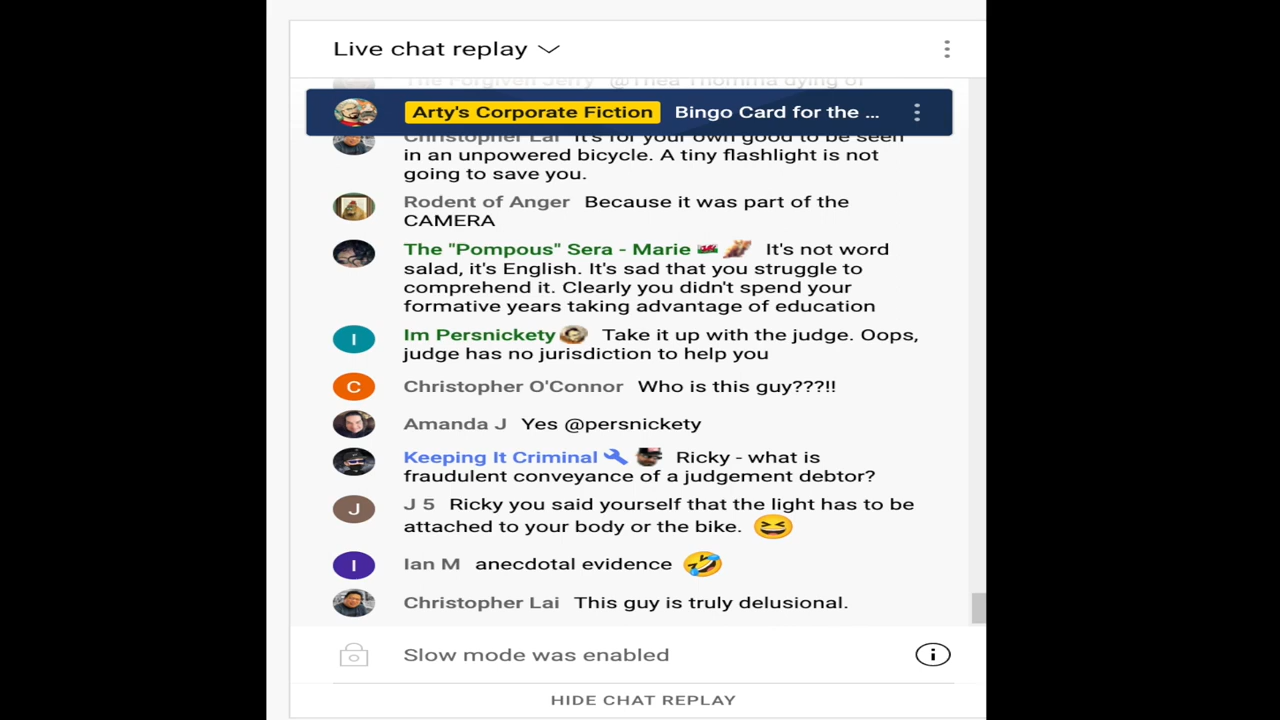 Live chat replay
The Forgiven Jerry @Thea Thomma dying of
Arty's Corporate Fiction Bingo Card for the ...
Christopher Lai It's for your own good to be seen
in an unpowered bicycle. A tiny flashlight is not
going to save you.
Rodent of Anger Because it was part of the
CAMERA
The "Pompous" Sera - Marie It's not word
salad, it's English. It's sad that you struggle to
comprehend it. Clearly you didn't spend your
formative years taking advantage of education
I
Im Persnickety Take it up with the judge. Oops,
judge has no jurisdiction to help you
C
Christopher O'Connor Who is this guy???!!
Amanda J Yes @persnickety
Keeping It Criminal Ricky - what is
fraudulent conveyance of a judgement debtor?
J
J 5 Ricky you said yourself that the light has to be
attached to your body or the bike.
I
Ian M anecdotal evidence
Christopher Lai This guy is truly delusional.
Slow mode was enabled
HIDE CHAT REPLAY